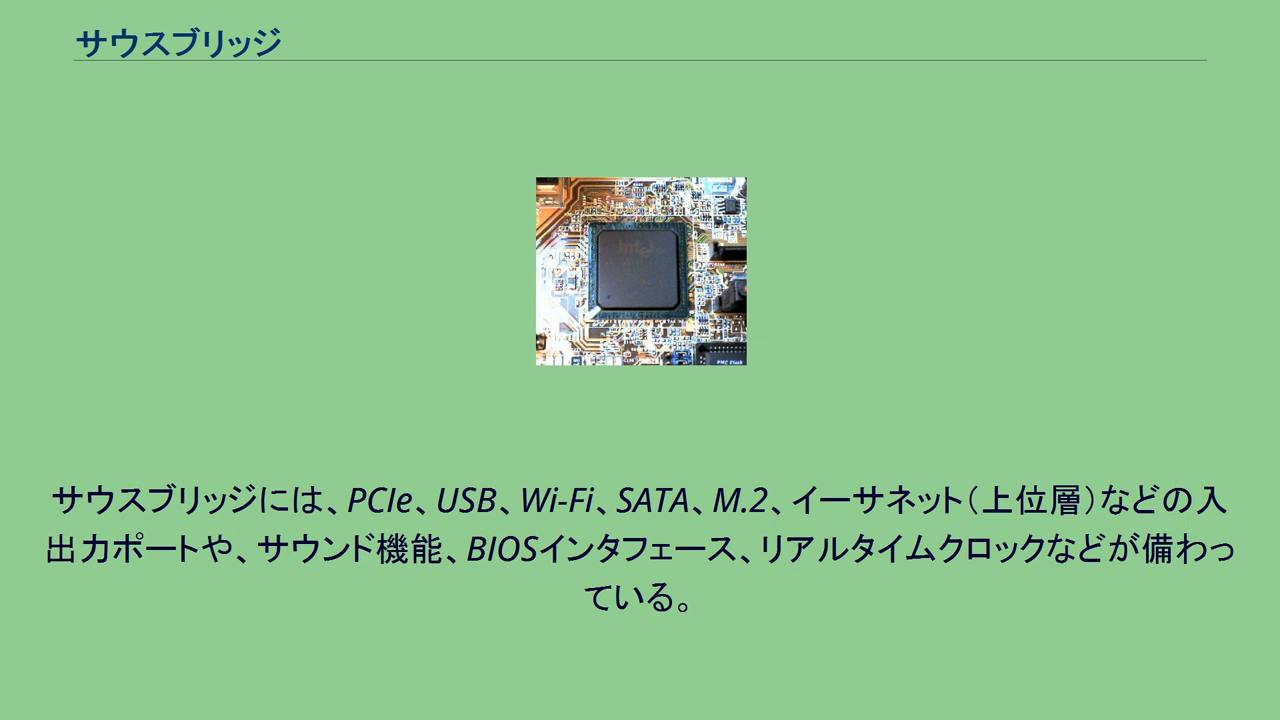 サウスブリッジ
intel
PMC Flash
サウスブリッジには、PCIe、USB、Wi-Fi、SATA、M.2、イーサネット（上位層）などの入
出力ポートや、サウンド機能、BIOSインタフェース、リアルタイムクロックなどが備わっ
ている。